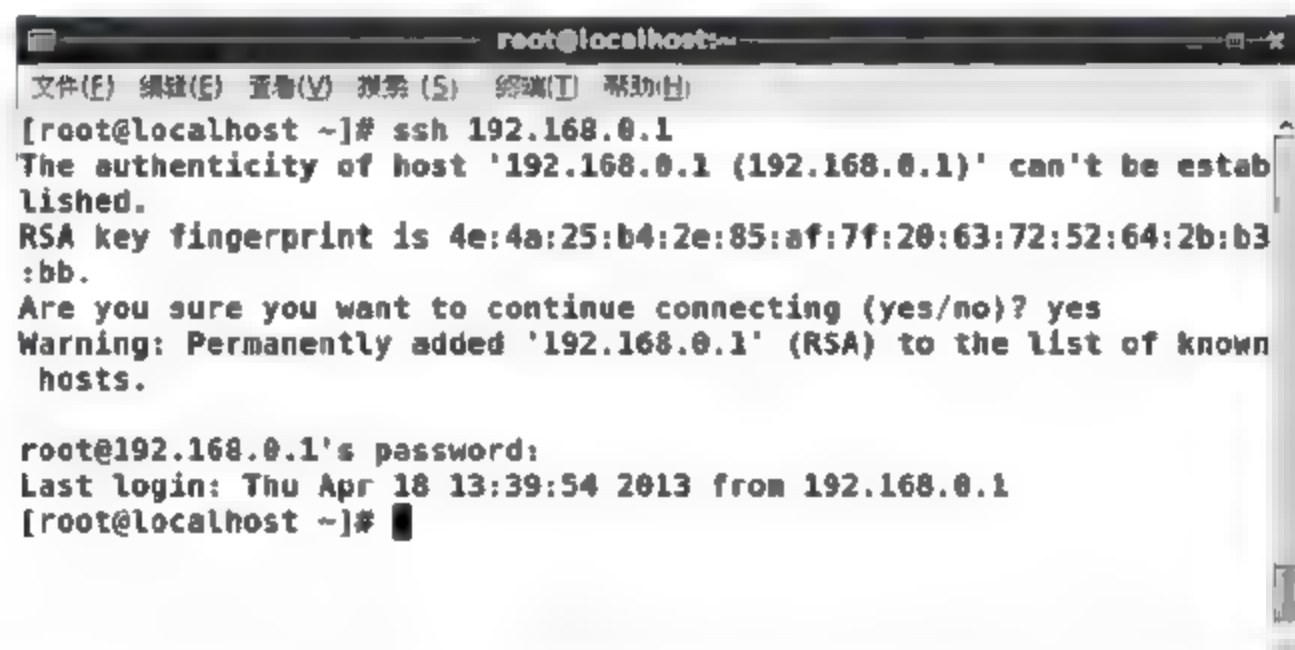 root@localhost:~
文件(F) 编辑(E) 查看(V) 搜索 (S) 终端(T) 帮助(H)
[root@localhost ~]# ssh 192.168.0.1
The authenticity of host '192.168.0.1 (192.168.0.1)' can't be estab
lished.
RSA key fingerprint is 4e:4a:25:b4:2e:85:af:7f:20:63:72:52:64:2b:b3
:bb.
Are you sure you want to continue connecting (yes/no)? yes
Warning: Permanently added '192.168.0.1' (RSA) to the list of known
 hosts.
root@192.168.0.1's password:
Last login: Thu Apr 18 13:39:54 2013 from 192.168.0.1
[root@localhost ~]#